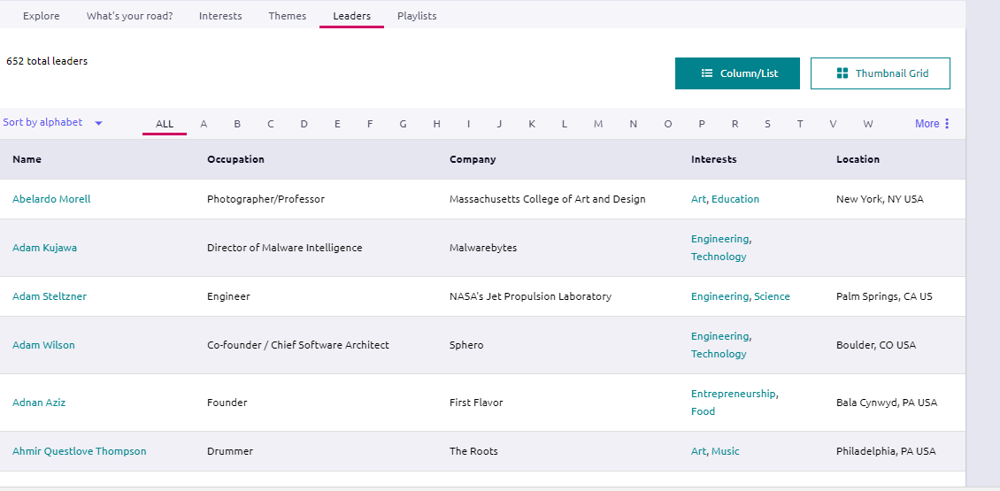 Explore What's your road? Interests Themes Leaders Playlists
652 total leaders
Column/List Thumbnail Grid
Sort by alphabet ALL A B C D E F G H I J K L M N O P R S T V W More
Name Occupation Company Interests Location
Abelardo Morell Photographer/Professor Massachusetts College of Art and Design Art, Education New York, NY USA
Adam Kujawa Director of Malware Intelligence Malwarebytes Engineering,
Technology
Adam Steltzner Engineer NASA's Jet Propulsion Laboratory Engineering, Science Palm Springs, CA US
Adam Wilson Co-founder / Chief Software Architect Sphero Engineering,
Technology Boulder, CO USA
Adnan Aziz Founder First Flavor Entrepreneurship,
Food Bala Cynwyd, PA USA
Ahmir Questlove Thompson Drummer The Roots Art, Music Philadelphia, PA USA